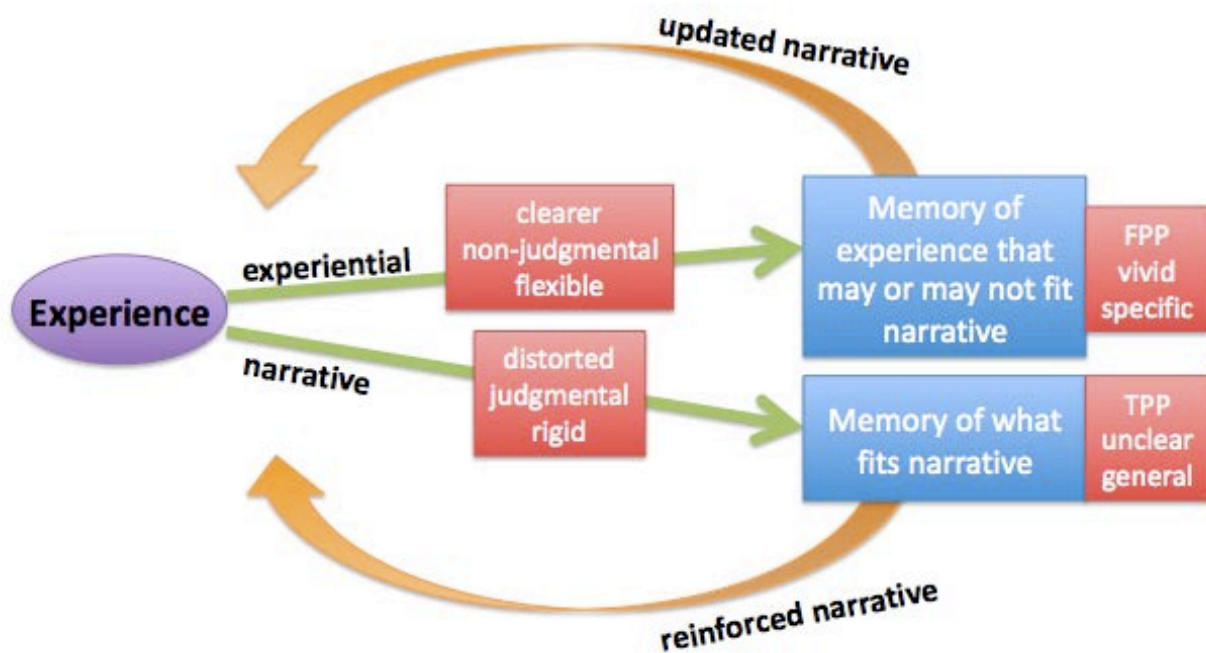 updated narrative
Experience
experiential
clearer
non-judgmental
flexible
Memory of
experience that
may or may not fit
narrative
FPP
vivid
specific
narrative
distorted
judgmental
rigid
Memory of what
fits narrative
TPP
unclear
general
reinforced narrative